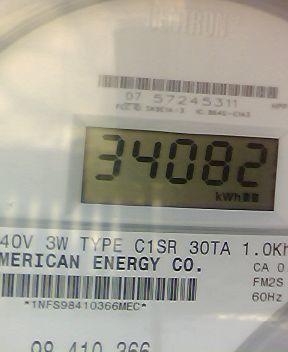 07 57245311
34082
kWh
40V 3W TYPE C1SR 30TA 1.0Kh
MERICAN ENERGY CO.
CA 0.
FM2S
60Hz
*1NFS98410366MEC*
98 410 366